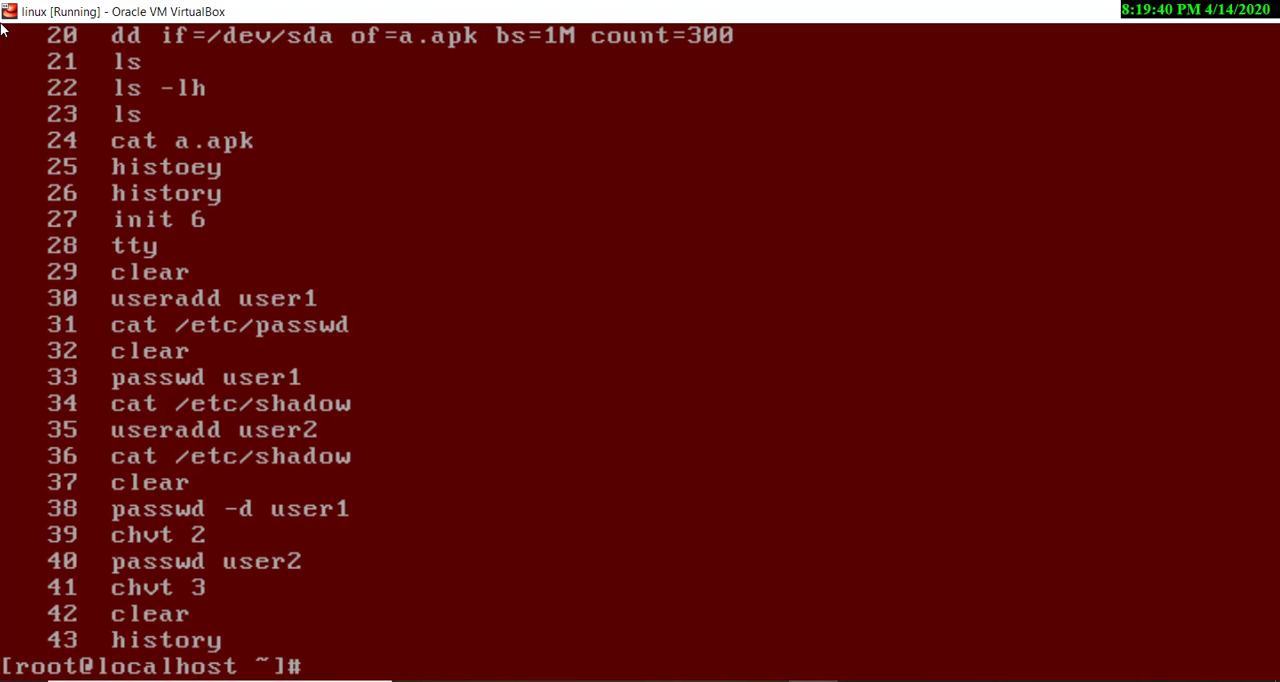 linux [Running] - Oracle VM VirtualBox
8:19:40 PM 4/14/2020
20 dd if=/dev/sda of=a.apk bs=1M count=300
21 ls
22 ls -lh
23 ls
24 cat a.apk
25 histoey
26 history
27 init 6
28 tty
29 clear
30 useradd user1
31 cat /etc/passwd
32 clear
33 passwd user1
34 cat /etc/shadow
35 useradd user2
36 cat /etc/shadow
37 clear
38 passwd -d user1
39 chvt 2
40 passwd user2
41 chvt 3
42 clear
43 history
[root@localhost ~]#